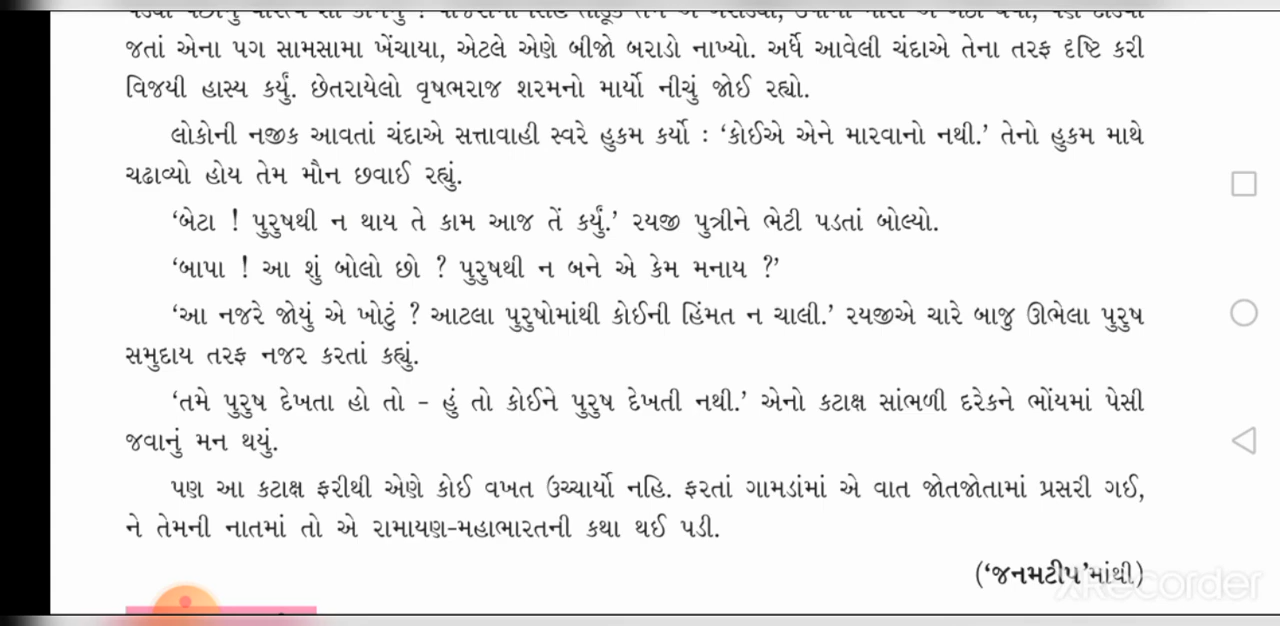 જતાં એના પગ સામસામા ખેંચાયા, એટલે એણે બીજો બરાડો નાખ્યો. અર્ધે આવેલી ચંદાએ તેના તરફ દૃષ્ટિ કરી
વિજયી હાસ્ય કર્યું. છેતરાયેલો વૃષભરાજ શરમનો માર્યો નીચું જોઈ રહ્યો.
લોકોની નજીક આવતાં ચંદાએ સત્તાવાહી સ્વરે હુકમ કર્યો : ‘કોઈએ એને મારવાનો નથી.’ તેનો હુકમ માથે
ચઢાવ્યો હોય તેમ મૌન છવાઈ રહ્યું.
‘બેટા ! પુરુષથી ન થાય તે કામ આજ તેં કર્યું.’ રયજી પુત્રીને ભેટી પડતાં બોલ્યો.
‘બાપા ! આ શું બોલો છો ? પુરુષથી ન બને એ કેમ મનાય ?’
‘આ નજરે જોયું એ ખોટું ? આટલા પુરુષોમાંથી કોઈની હિંમત ન ચાલી.’ રયજીએ ચારે બાજુ ઊભેલા પુરુષ
સમુદાય તરફ નજર કરતાં કહ્યું.
‘તમે પુરુષ દેખતા હો તો - હું તો કોઈને પુરુષ દેખતી નથી.’ એનો કટાક્ષ સાંભળી દરેકને ભોંયમાં પેસી
જવાનું મન થયું.
પણ આ કટાક્ષ ફરીથી એણે કોઈ વખત ઉચ્ચાર્યો નહિ. ફરતાં ગામડાંમાં એ વાત જોતજોતામાં પ્રસરી ગઈ,
ને તેમની નાતમાં તો એ રામાયણ-મહાભારતની કથા થઈ પડી.
(‘જનમટીપ’માંથી)
XRecorder